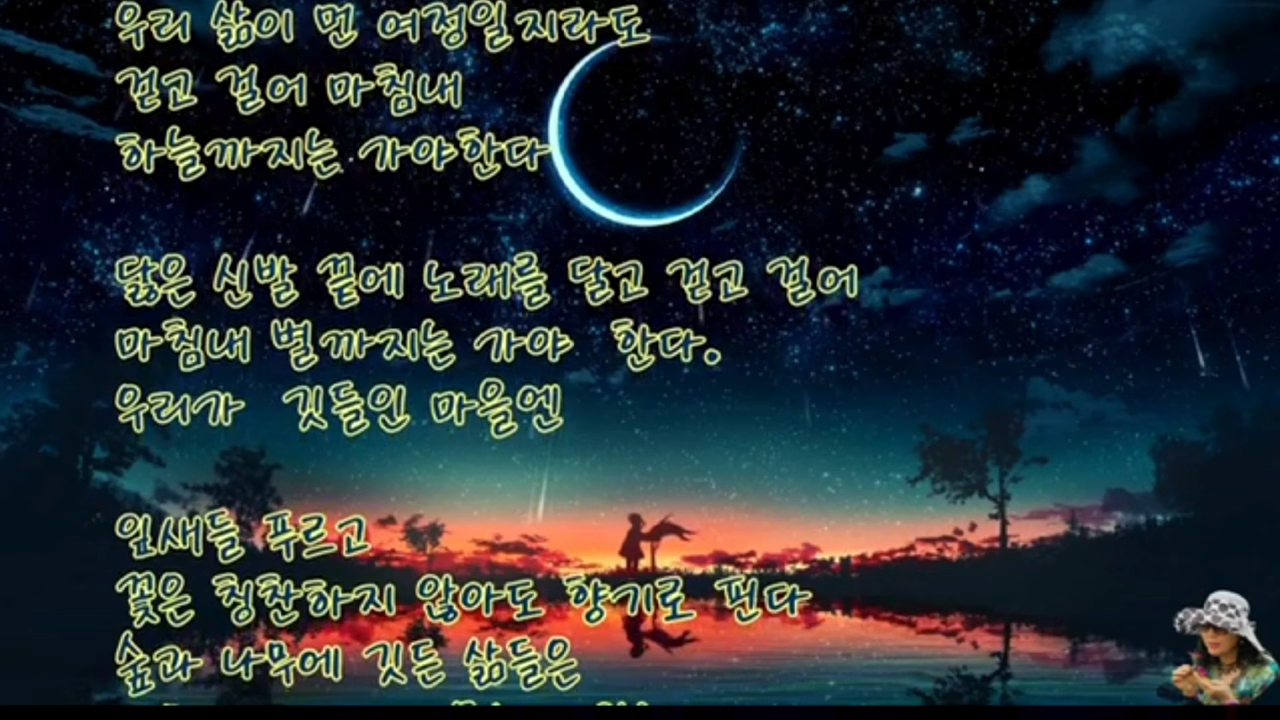 우리 삶이 먼 여정일지라도
걷고 걸어 마침내
하늘까지는 가야한다
닳은 신발 끝에 노래를 달고 걷고 걸어
마침내 별까지는 가야 한다.
우리가 깃들인 마을엔
잎새들 푸르고
꽃은 칭찬하지 않아도 향기로 핀다
숲과 나무에 깃든 삶들은